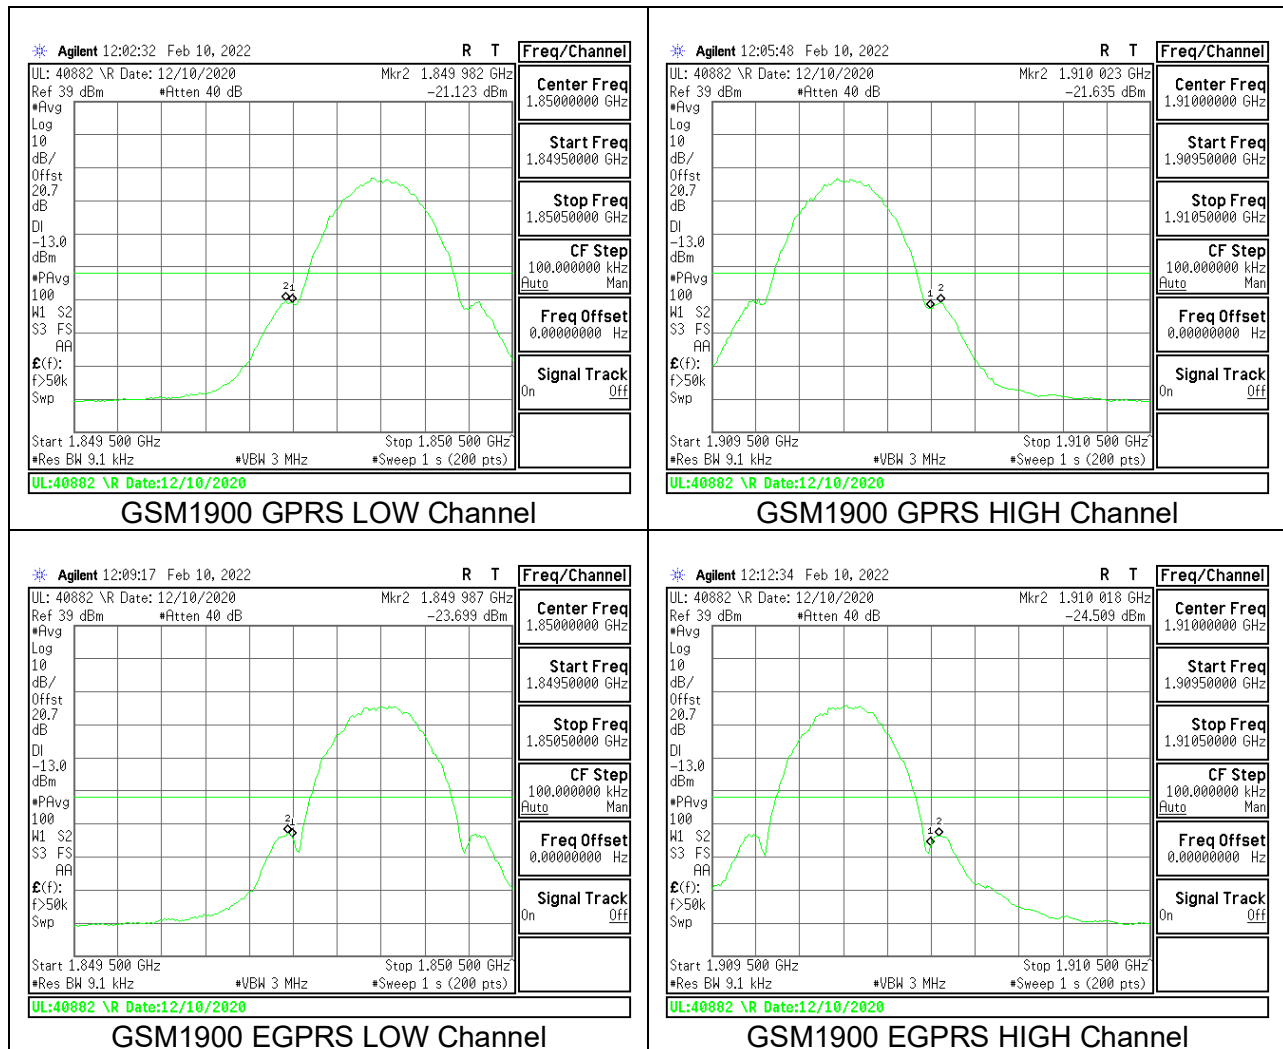 Agilent 12:02:32 Feb 10, 2022 R T Freq/Channel
UL: 40882 \R Date: 12/10/2020 Mkr2 1.849 982 GHz
Ref 39 dBm #Atten 40 dB -21.123 dBm
#Avg
Log
10
dB/
Offst
20.7
dB
DI
-13.0
dBm
#PAvg
100
W1 S2
S3 FS
AA
£(f):
f>50k
Swp
2 1
Start 1.849 500 GHz Stop 1.850 500 GHz^
#Res BW 9.1 kHz #VBW 3 MHz #Sweep 1 s (200 pts)
UL:40882 \R Date:12/10/2020
Center Freq
1.85000000 GHz
Start Freq
1.84950000 GHz
Stop Freq
1.85050000 GHz
CF Step
100.000000 kHz
Auto Man
Freq Offset
0.00000000 Hz
Signal Track
On Off
GSM1900 GPRS LOW Channel
Agilent 12:05:48 Feb 10, 2022 R T Freq/Channel
UL: 40882 \R Date: 12/10/2020 Mkr2 1.910 023 GHz
Ref 39 dBm #Atten 40 dB -21.635 dBm
#Avg
Log
10
dB/
Offst
20.7
dB
DI
-13.0
dBm
#PAvg
100
W1 S2
S3 FS
AA
£(f):
f>50k
Swp
1 2
Start 1.909 500 GHz Stop 1.910 500 GHz^
#Res BW 9.1 kHz #VBW 3 MHz #Sweep 1 s (200 pts)
UL:40882 \R Date:12/10/2020
Center Freq
1.91000000 GHz
Start Freq
1.90950000 GHz
Stop Freq
1.91050000 GHz
CF Step
100.000000 kHz
Auto Man
Freq Offset
0.00000000 Hz
Signal Track
On Off
GSM1900 GPRS HIGH Channel
Agilent 12:09:17 Feb 10, 2022 R T Freq/Channel
UL: 40882 \R Date: 12/10/2020 Mkr2 1.849 987 GHz
Ref 39 dBm #Atten 40 dB -23.699 dBm
#Avg
Log
10
dB/
Offst
20.7
dB
DI
-13.0
dBm
#PAvg
100
W1 S2
S3 FS
AA
£(f):
f>50k
Swp
2 1
Start 1.849 500 GHz Stop 1.850 500 GHz^
#Res BW 9.1 kHz #VBW 3 MHz #Sweep 1 s (200 pts)
UL:40882 \R Date:12/10/2020
Center Freq
1.85000000 GHz
Start Freq
1.84950000 GHz
Stop Freq
1.85050000 GHz
CF Step
100.000000 kHz
Auto Man
Freq Offset
0.00000000 Hz
Signal Track
On Off
GSM1900 EGPRS LOW Channel
Agilent 12:12:34 Feb 10, 2022 R T Freq/Channel
UL: 40882 \R Date: 12/10/2020 Mkr2 1.910 018 GHz
Ref 39 dBm #Atten 40 dB -24.509 dBm
#Avg
Log
10
dB/
Offst
20.7
dB
DI
-13.0
dBm
#PAvg
100
W1 S2
S3 FS
AA
£(f):
f>50k
Swp
1 2
Start 1.909 500 GHz Stop 1.910 500 GHz^
#Res BW 9.1 kHz #VBW 3 MHz #Sweep 1 s (200 pts)
UL:40882 \R Date:12/10/2020
Center Freq
1.91000000 GHz
Start Freq
1.90950000 GHz
Stop Freq
1.91050000 GHz
CF Step
100.000000 kHz
Auto Man
Freq Offset
0.00000000 Hz
Signal Track
On Off
GSM1900 EGPRS HIGH Channel